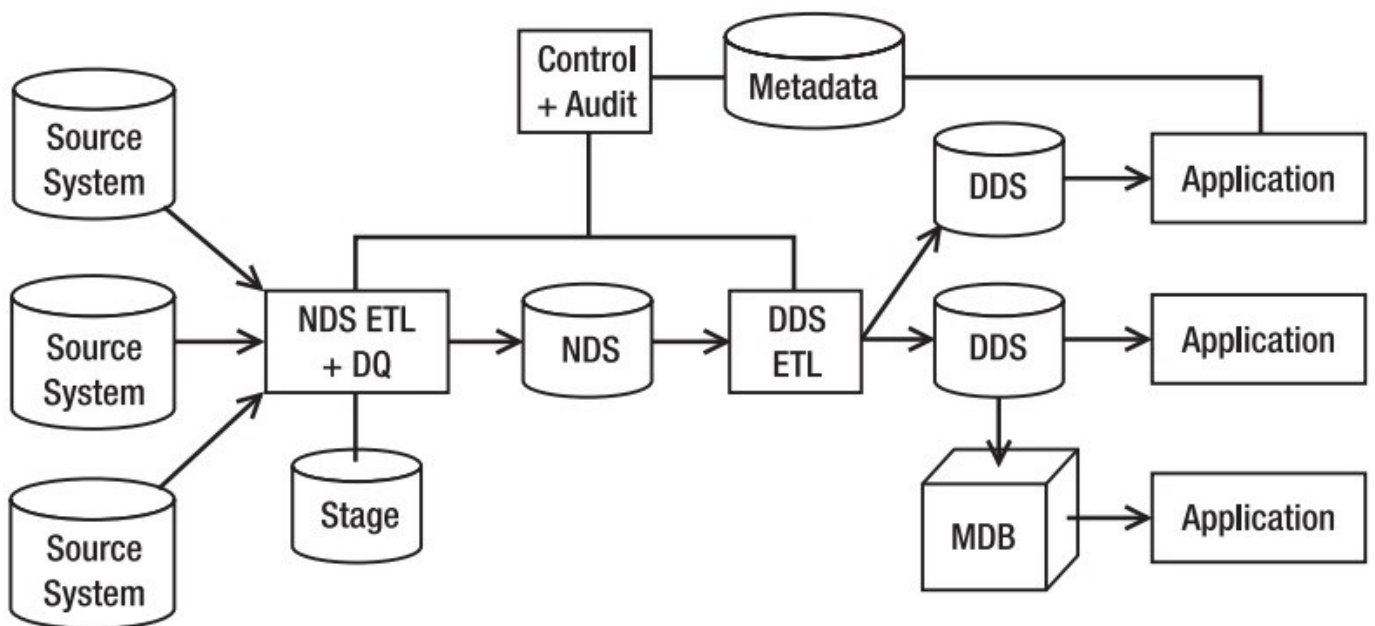 Control
+ Audit
Metadata
Source
System
DDS
Application
Source
System
NDS ETL
+ DQ
NDS
DDS
ETL
DDS
Application
Stage
Source
System
MDB
Application